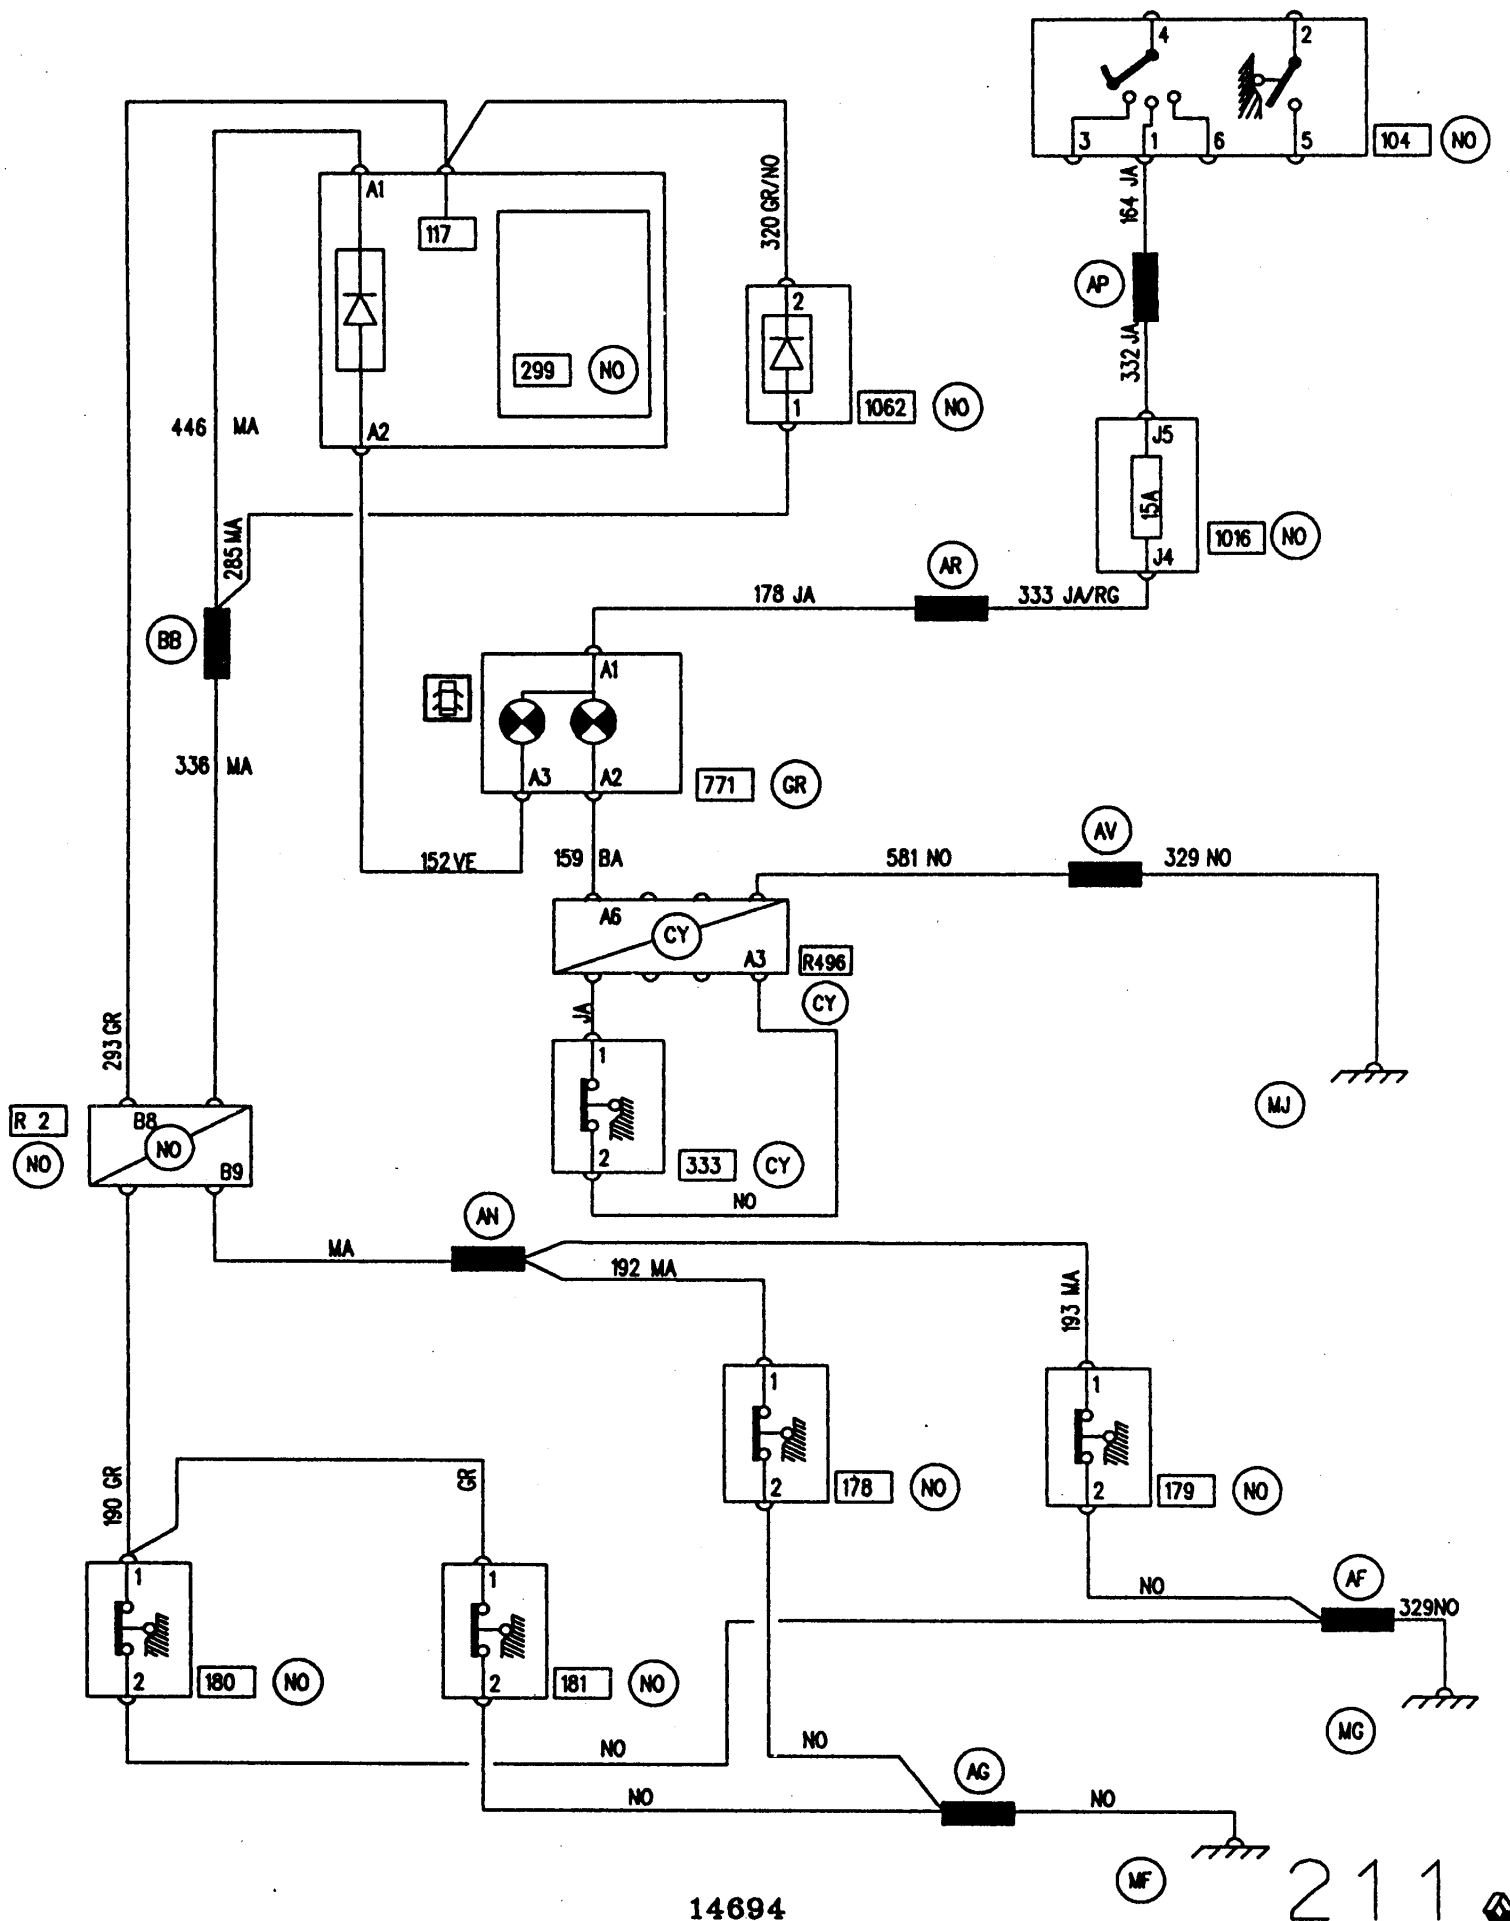 4
2
3
1
6
5
104
NO
164 JA
AP
332 JA
J5
15A
J4
1016
NO
A1
117
299
NO
A2
320 GR/NO
2
1
1062
NO
446 MA
285 MA
BB
336 MA
293 GR
178 JA
AR
333 JA/RG
A1
A3
A2
771
GR
152 VE
159 BA
581 NO
AV
329 NO
A6
CY
A3
R496
CY
JA
1
2
333
CY
NO
MJ
R 2
NO
B8
NO
B9
AN
MA
192 MA
193 MA
1
2
178
NO
1
2
179
NO
190 GR
GR
1
2
180
NO
1
2
181
NO
NO
AF
329NO
MG
NO
NO
NO
AG
NO
MF
14694
211